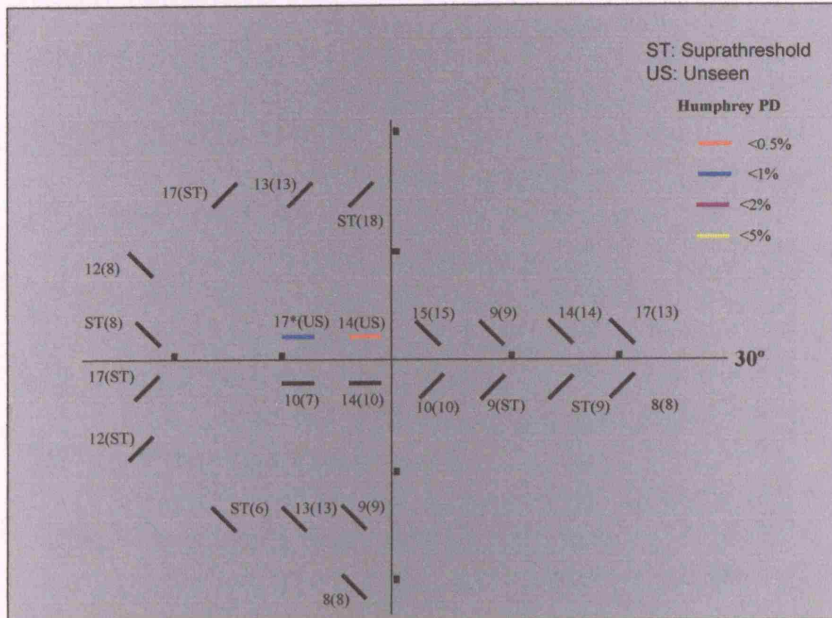 ST: Suprathreshold
US: Unseen
Humphrey PD
<0.5%
<1%
<2%
<5%
17(ST)
13(13)
ST(18)
12(8)
ST(8)
17*(US)
14(US)
15(15)
9(9)
14(14)
17(13)
30°
17(ST)
10(7)
14(10)
10(10)
9(ST)
ST(9)
8(8)
12(ST)
ST(6)
13(13)
9(9)
8(8)